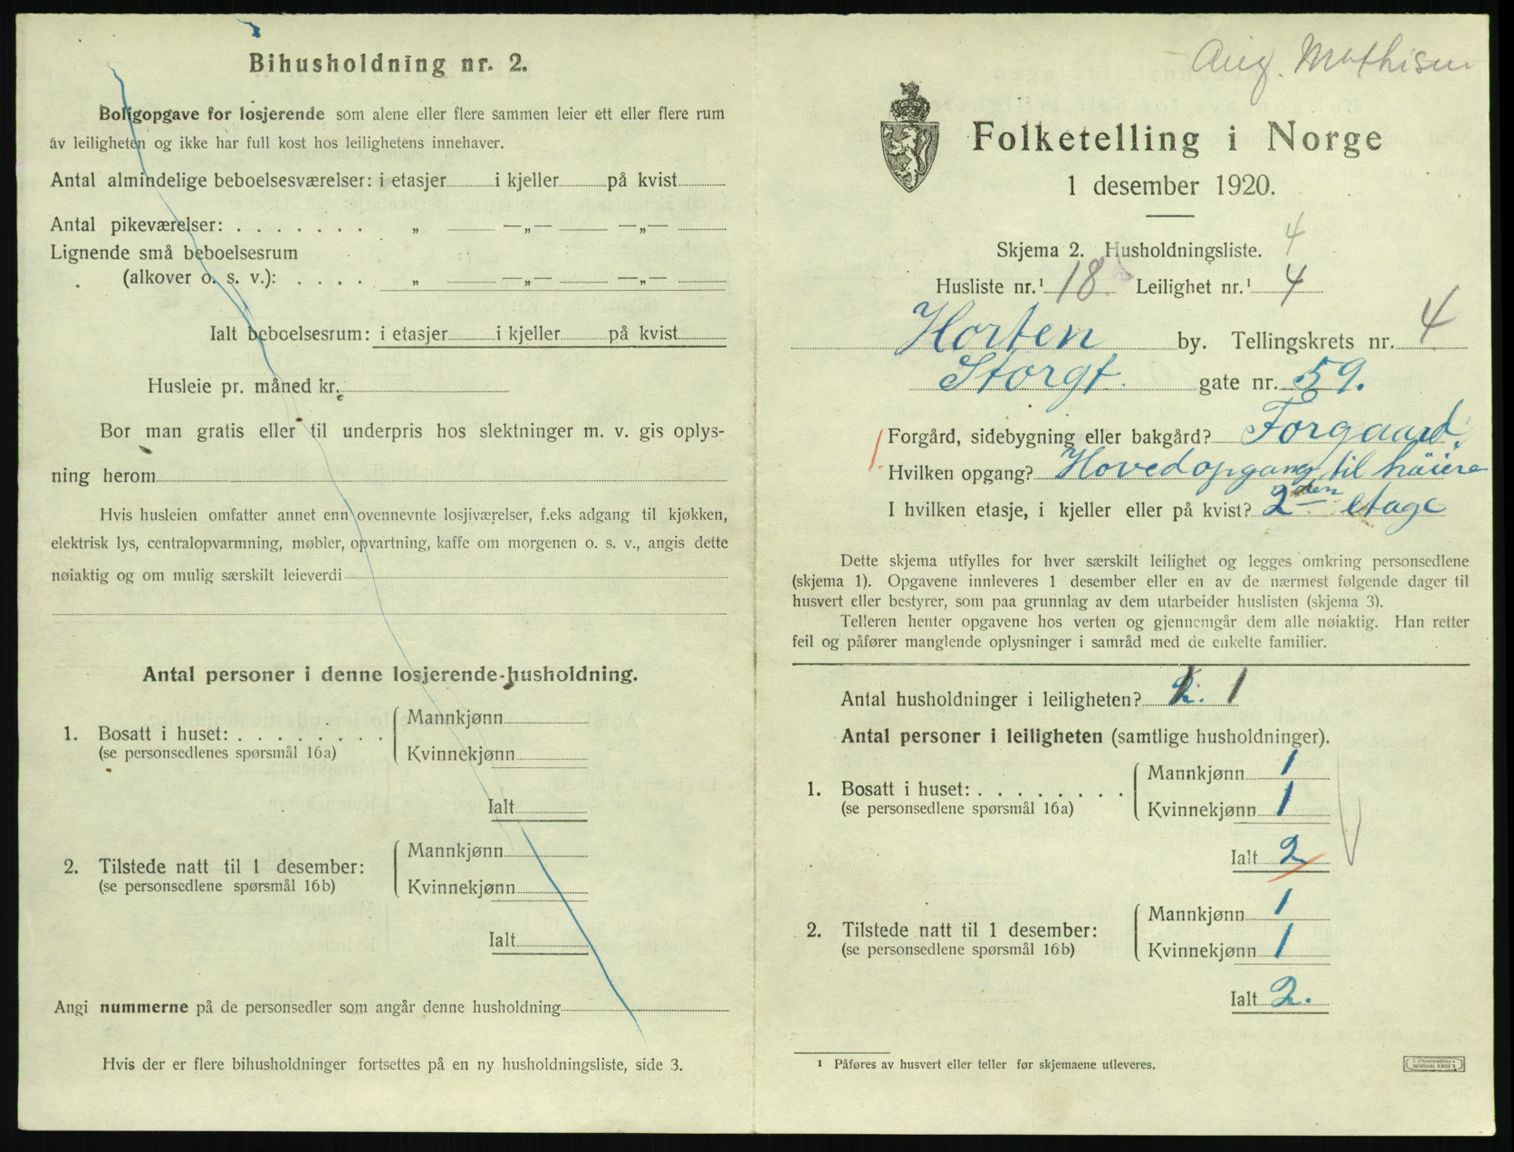 Bihusholdning nr. 2.
Boligopgave for losjerende som alene eller flere sammen leier ett eller flere rum
av leiligheten og ikke har full kost hos leilighetens innehaver.
Antal almindelige beboelsesværelser: i etasjer i kjeller på kvist
Antal pikeværelser: . . . . . . . „ —„— —„—
Lignende små beboelsesrum
(alkover o. s. v.): . . . . „ —„— —„—
Ialt beboelsesrum: i etasjer i kjeller på kvist
Husleie pr. måned kr.
Bor man gratis eller til underpris hos slektninger m. v. gis oplys-
ning herom
Hvis husleien omfatter annet enn ovennevnte losjiværelser, f.eks adgang til kjøkken,
elektrisk lys, centralopvarmning, møbler, opvartning, kaffe om morgenen o. s. v., angis dette
nøiaktig og om mulig særskilt leieverdi
Antal personer i denne losjerende-husholdning.
1. Bosatt i huset: . . . . . . . .
(se personsedlenes spørsmål 16a)
Mannkjønn
Kvinnekjønn
Ialt
2. Tilstede natt til 1 desember:
(se personsedlene spørsmål 16b)
Mannkjønn
Kvinnekjønn
Ialt
Angi nummerne på de personsedler som angår denne husholdning
Hvis der er flere bihusholdninger fortsettes på en ny husholdningsliste, side 3.
Aug. Mathisen
Folketelling i Norge
1 desember 1920.
Skjema 2. Husholdningsliste. 4
Husliste nr.¹ 18 Leilighet nr.¹ 4
Horten by. Tellingskrets nr. 4
Storgt. gate nr. 59.
Forgård, sidebygning eller bakgård? Forgaard.
Hvilken opgang? Hovedopgang til høiere
I hvilken etasje, i kjeller eller på kvist? 2den etage
Dette skjema utfylles for hver særskilt leilighet og legges omkring personsedlene
(skjema 1). Opgavene innleveres 1 desember eller en av de nærmest følgende dager til
husvert eller bestyrer, som paa grunnlag av dem utarbeider huslisten (skjema 3).
Telleren henter opgavene hos verten og gjennemgår dem alle nøiaktig. Han retter
feil og påfører manglende oplysninger i samråd med de enkelte familier.
Antal husholdninger i leiligheten? 2. 1
Antal personer i leiligheten (samtlige husholdninger).
1. Bosatt i huset: . . . . . . . .
(se personsedlene spørsmål 16a)
Mannkjønn 1
Kvinnekjønn 1
Ialt 2
2. Tilstede natt til 1 desember:
(se personsedlene spørsmål 16b)
Mannkjønn 1
Kvinnekjønn 1
Ialt 2.
¹ Påføres av husvert eller teller før skjemaene utleveres.